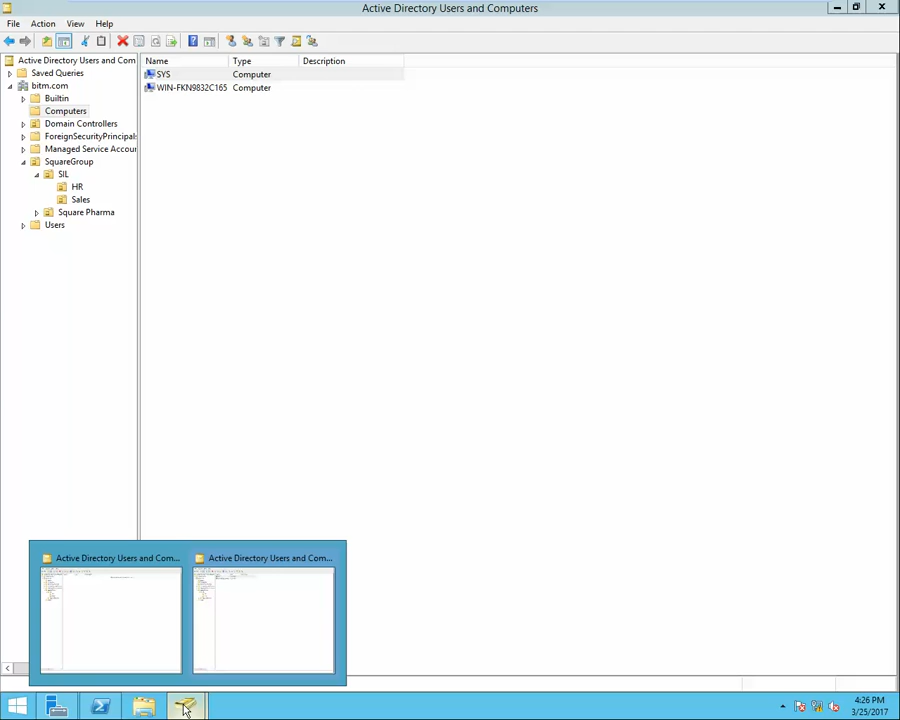 Active Directory Users and Computers
File Action View Help
Active Directory Users and Com
Saved Queries
bitm.com
Builtin
Computers
Domain Controllers
ForeignSecurityPrincipals
Managed Service Accour
SquareGroup
SIL
HR
Sales
Square Pharma
Users
Name Type Description
SYS Computer
WIN-FKN9832C165 Computer
Active Directory Users and Com...
Active Directory Users and Com...
4:26 PM
3/25/2017